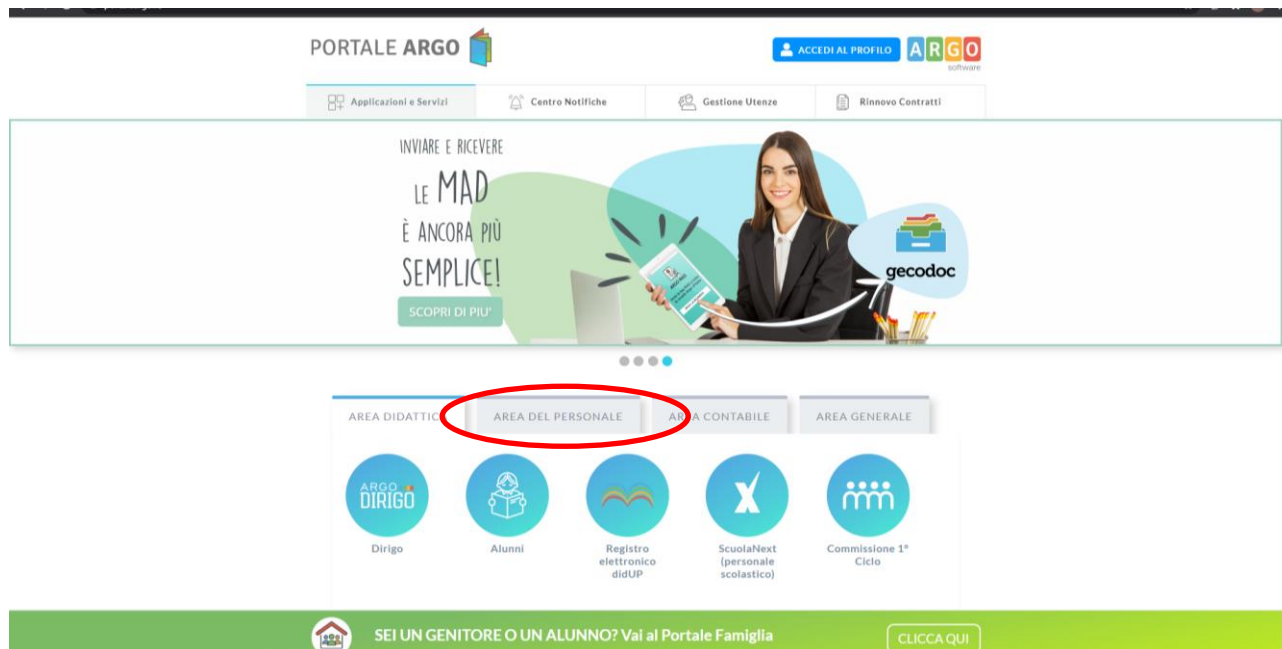 PORTALE ARGO
ACCEDI AL PROFILO
ARGO
software
Applicazioni e Servizi
Centro Notifiche
Gestione Utenze
Rinnovo Contratti
INVIARE E RICEVERE
LE MAD
È ANCORA PIÙ
SEMPLICE!
SCOPRI DI PIU'
gecodoc
AREA DIDATTIC
AREA DEL PERSONALE
AREA CONTABILE
AREA GENERALE
ARGO
DIRIGO
Dirigo
Alunni
Registro
elettronico
didUP
ScuolaNext
(personale
scolastico)
Commissione 1°
Ciclo
SEI UN GENITORE O UN ALUNNO? Vai al Portale Famiglia
CLICCA QUI